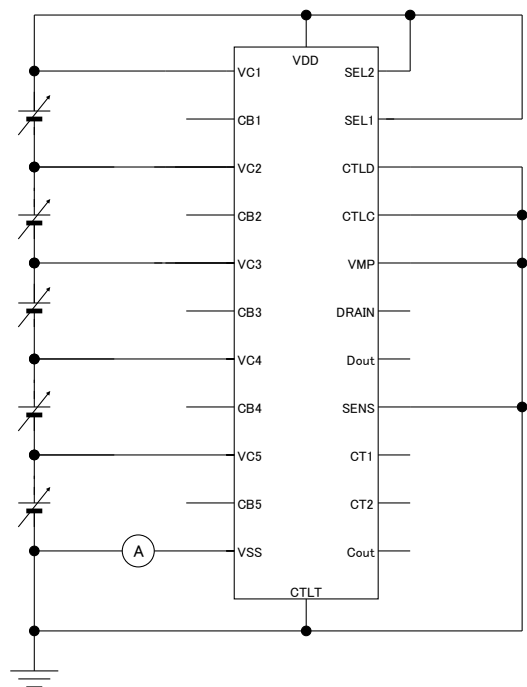 VDD
VC1
SEL2
CB1
SEL1
VC2
CTLD
CB2
CTLC
VC3
VMP
CB3
DRAIN
VC4
Dout
CB4
SENS
VC5
CT1
CB5
CT2
A
VSS
Cout
CTLT